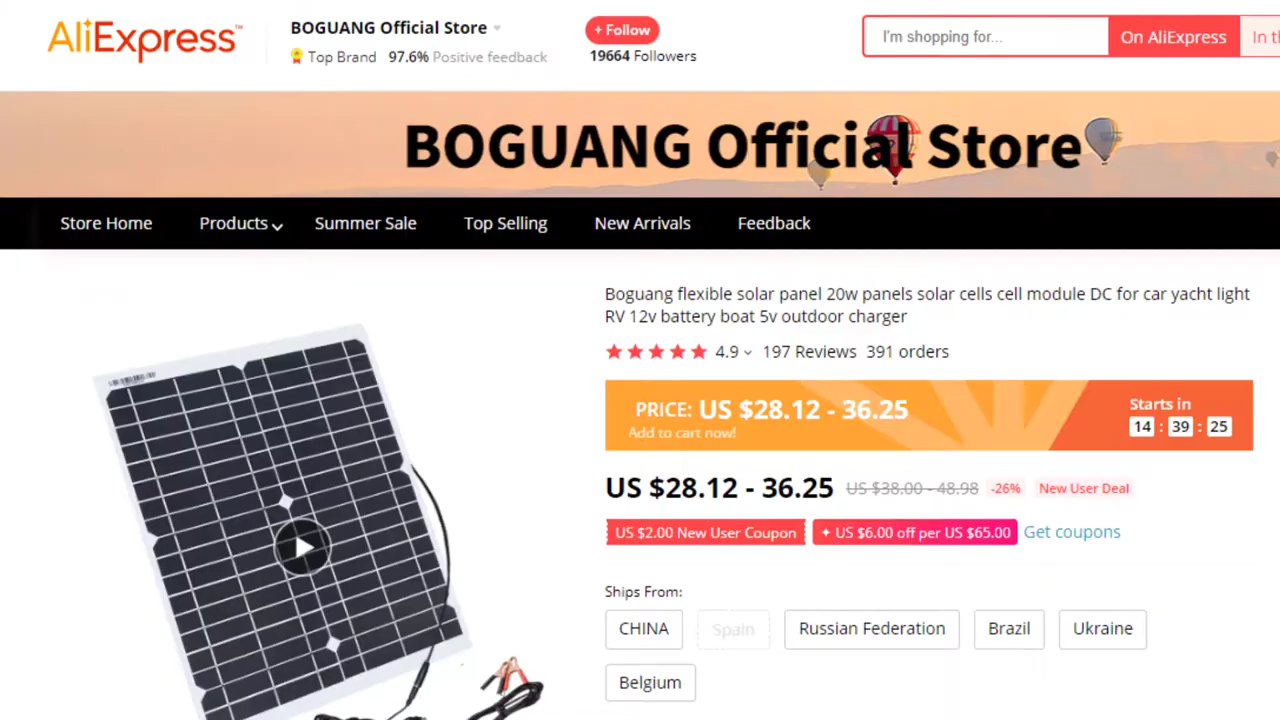 AliExpress™
BOGUANG Official Store
Top Brand 97.6% Positive feedback
+ Follow
19664 Followers
I'm shopping for...
On AliExpress
In th
BOGUANG Official Store
Store Home Products Summer Sale Top Selling New Arrivals Feedback
Boguang flexible solar panel 20w panels solar cells cell module DC for car yacht light
RV 12v battery boat 5v outdoor charger
4.9 197 Reviews 391 orders
PRICE: US $28.12 - 36.25
Add to cart now!
Starts in
14 : 39 : 25
US $28.12 - 36.25 US $38.00 - 48.98 -26% New User Deal
US $2.00 New User Coupon US $6.00 off per US $65.00 Get coupons
Ships From:
CHINA Spain Russian Federation Brazil Ukraine
Belgium